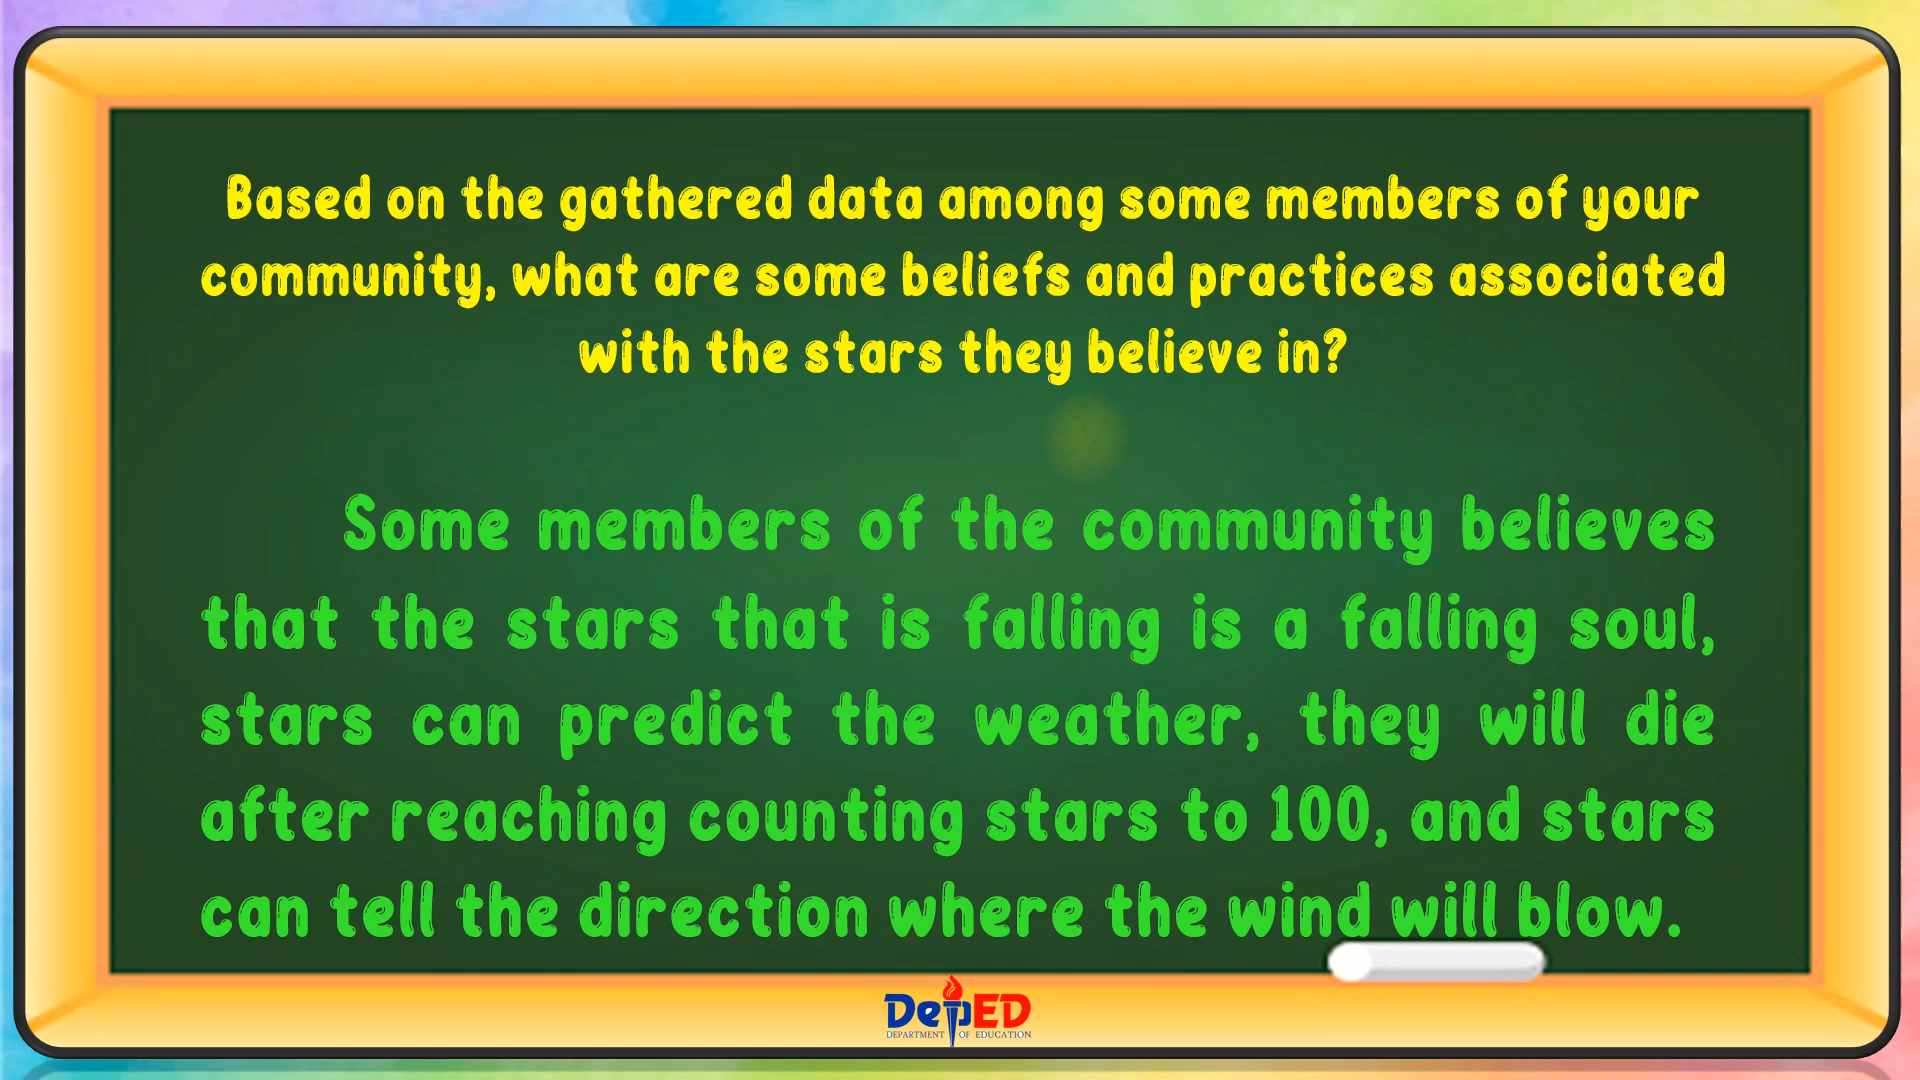 Based on the gathered data among some members of your
community, what are some beliefs and practices associated
with the stars they believe in?
Some members of the community believes
that the stars that is falling is a falling soul,
stars can predict the weather, they will die
after reaching counting stars to 100, and stars
can tell the direction where the wind will blow.
DepED
DEPARTMENT OF EDUCATION